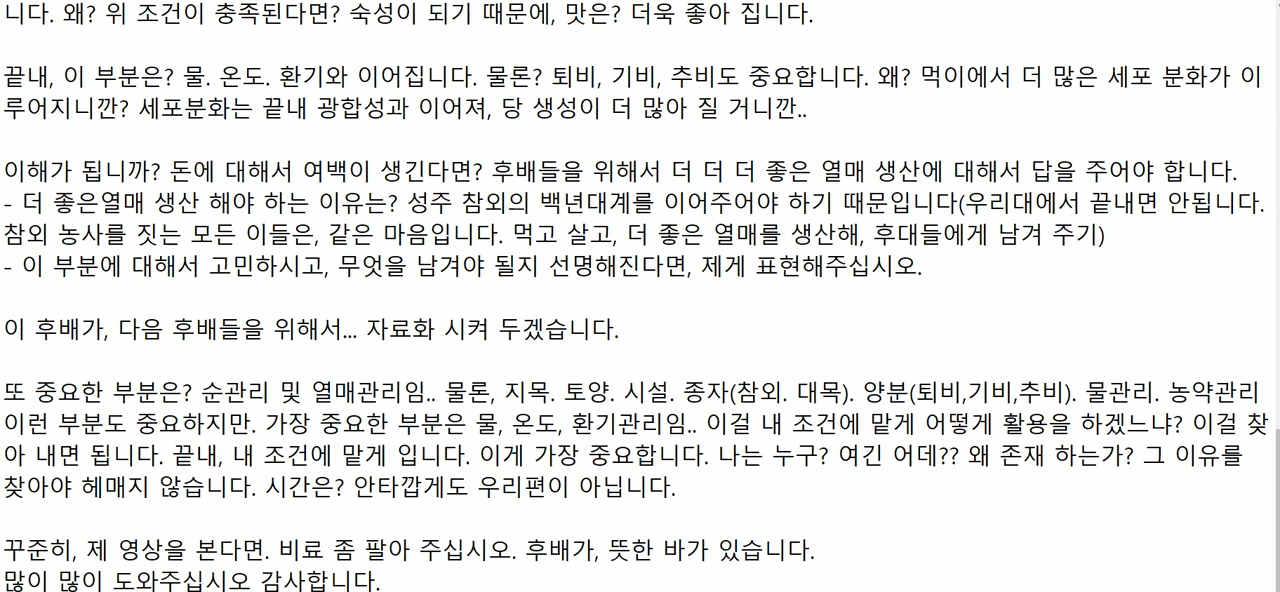 니다. 왜? 위 조건이 충족된다면? 숙성이 되기 때문에, 맛은? 더욱 좋아 집니다.
끝내, 이 부분은? 물. 온도. 환기와 이어집니다. 물론? 퇴비, 기비, 추비도 중요합니다. 왜? 먹이에서 더 많은 세포 분화가 이
루어지니깐? 세포분화는 끝내 광합성과 이어져, 당 생성이 더 많아 질 거니깐..
이해가 됩니까? 돈에 대해서 여백이 생긴다면? 후배들을 위해서 더 더 더 좋은 열매 생산에 대해서 답을 주어야 합니다.
- 더 좋은열매 생산 해야 하는 이유는? 성주 참외의 백년대계를 이어주어야 하기 때문입니다(우리대에서 끝내면 안됩니다.
참외 농사를 짓는 모든 이들은, 같은 마음입니다. 먹고 살고, 더 좋은 열매를 생산해, 후대들에게 남겨 주기)
- 이 부분에 대해서 고민하시고, 무엇을 남겨야 될지 선명해진다면, 제게 표현해주십시오.
이 후배가, 다음 후배들을 위해서... 자료화 시켜 두겠습니다.
또 중요한 부분은? 순관리 및 열매관리임.. 물론, 지목. 토양. 시설. 종자(참외. 대목). 양분(퇴비,기비,추비). 물관리. 농약관리
이런 부분도 중요하지만. 가장 중요한 부분은 물, 온도, 환기관리임.. 이걸 내 조건에 맡게 어떻게 활용을 하겠느냐? 이걸 찾
아 내면 됩니다. 끝내, 내 조건에 맡게 입니다. 이게 가장 중요합니다. 나는 누구? 여긴 어데?? 왜 존재 하는가? 그 이유를
찾아야 헤매지 않습니다. 시간은? 안타깝게도 우리편이 아닙니다.
꾸준히, 제 영상을 본다면. 비료 좀 팔아 주십시오. 후배가, 뜻한 바가 있습니다.
많이 많이 도와주십시오 감사합니다.